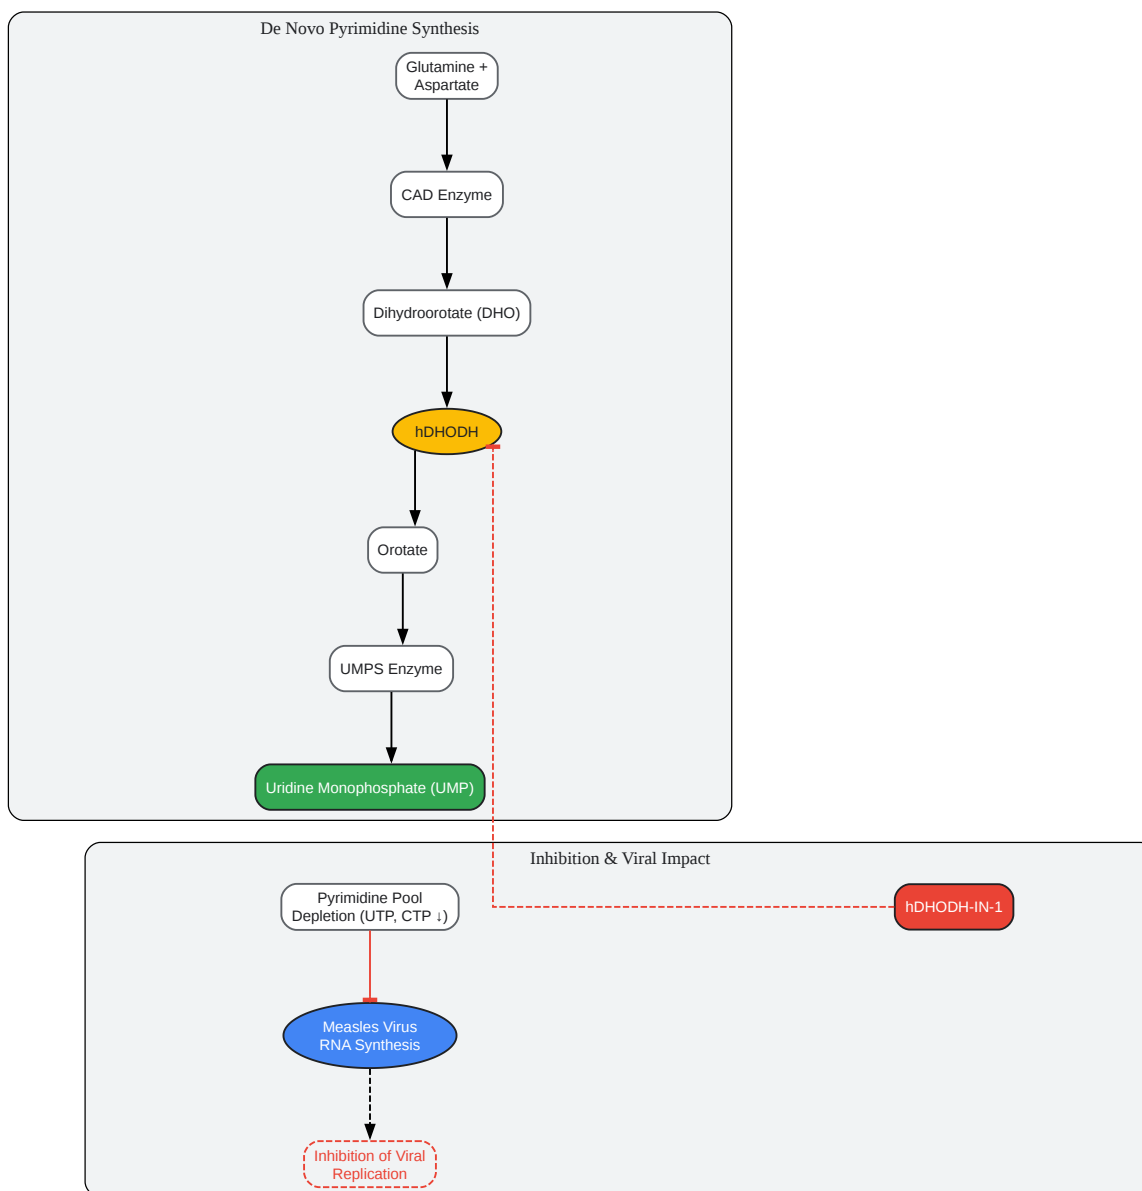 De Novo Pyrimidine Synthesis
Glutamine +
Aspartate
CAD Enzyme
Dihydroorotate (DHO)
hDHODH
Orotate
UMPS Enzyme
Uridine Monophosphate (UMP)
Inhibition & Viral Impact
Pyrimidine Pool
Depletion (UTP, CTP ↓)
hDHODH-IN-1
Measles Virus
RNA Synthesis
Inhibition of Viral
Replication